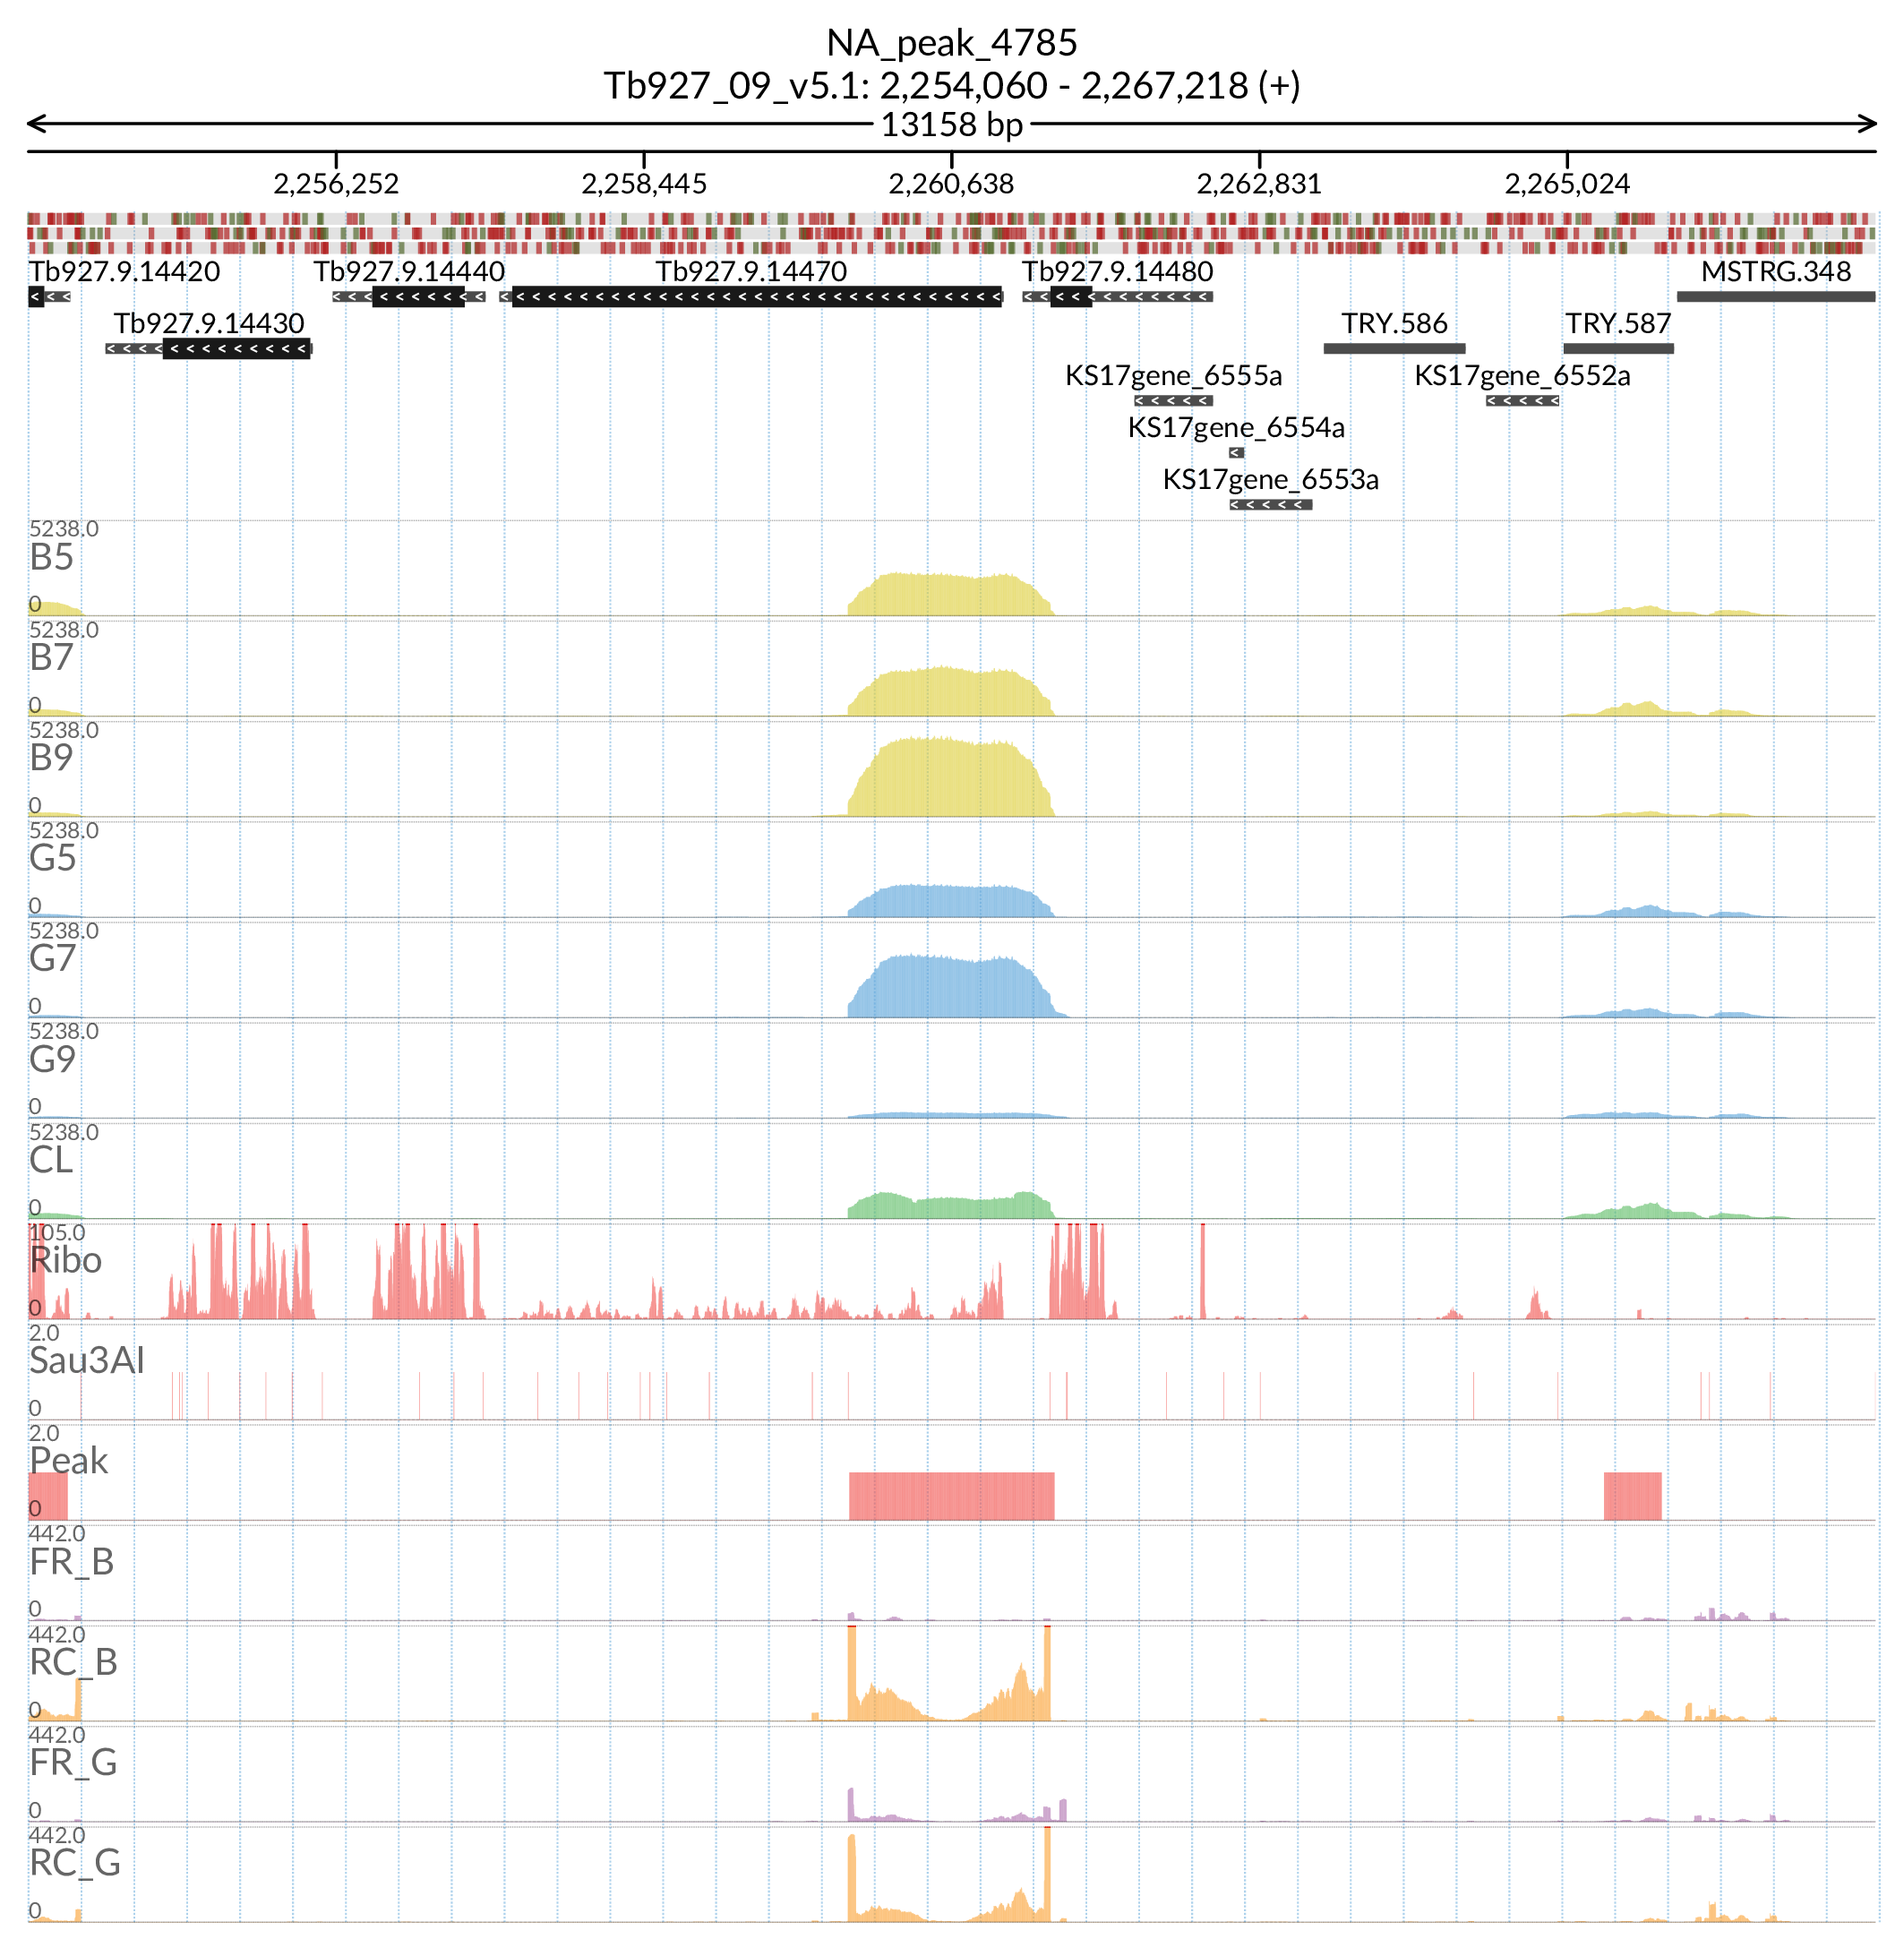 NA_peak_4785
Tb927_09_v5.1: 2,254,060 - 2,267,218 (+)
13158 bp
2,256,252 2,258,445 2,260,638 2,262,831 2,265,024
Tb927.9.14420 Tb927.9.14440 Tb927.9.14470 Tb927.9.14480 MSTRG.348
Tb927.9.14430 TRY.586 TRY.587
KS17gene_6555a KS17gene_6552a
KS17gene_6554a
KS17gene_6553a
5238.0
B5
0
5238.0
B7
0
5238.0
B9
0
5238.0
G5
0
5238.0
G7
0
5238.0
G9
0
5238.0
CL
0
105.0
Ribo
0
2.0
Sau3AI
0
2.0
Peak
0
442.0
FR_B
0
442.0
RC_B
0
442.0
FR_G
0
442.0
RC_G
0